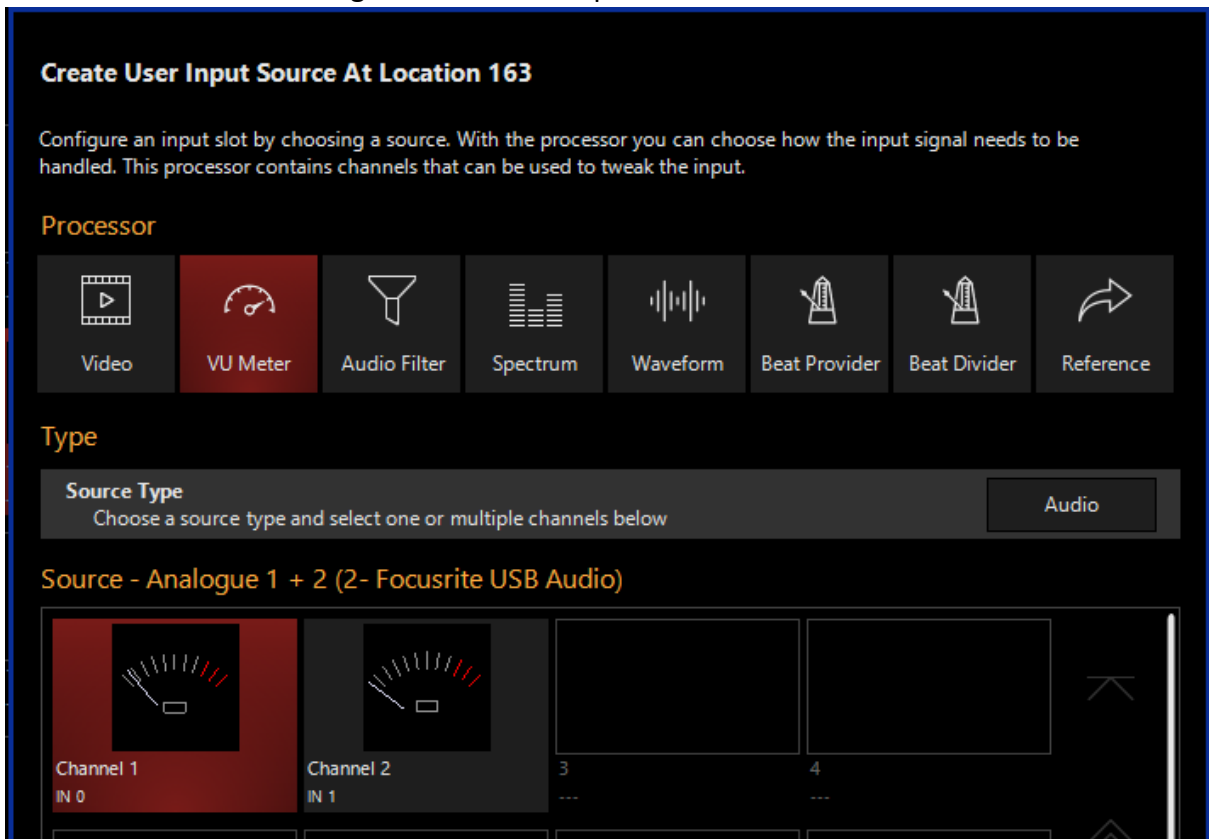 Create User Input Source At Location 163
Configure an input slot by choosing a source. With the processor you can choose how the input signal needs to be
handled. This processor contains channels that can be used to tweak the input.
Processor
Video
VU Meter
Audio Filter
Spectrum
Waveform
Beat Provider
Beat Divider
Reference
Type
Source Type
Choose a source type and select one or multiple channels below
Audio
Source - Analogue 1 + 2 (2- Focusrite USB Audio)
Channel 1
IN 0
Channel 2
IN 1
3
---
4
---